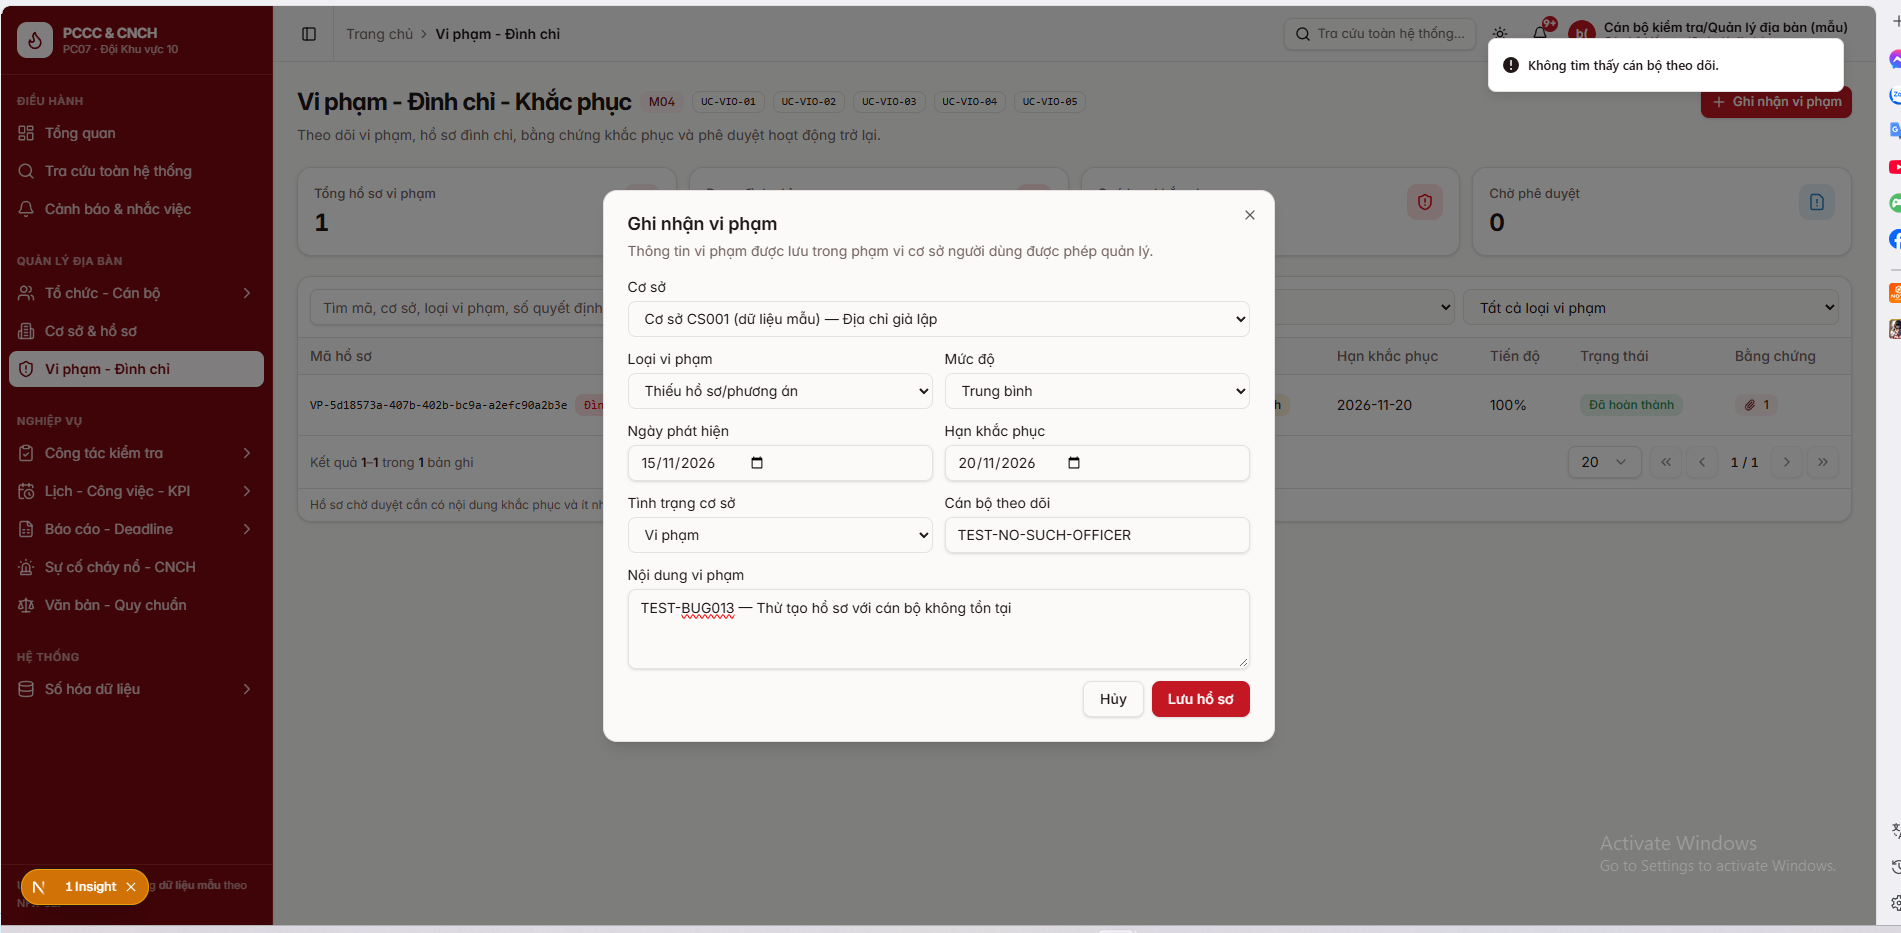 PCCC & CNCH
PC07 · Đội Khu vực 10
Trang chủ > Vi phạm - Đình chỉ
Tra cứu toàn hệ thống...
9+
Cán bộ kiểm tra/Quản lý địa bàn (mẫu)
Không tìm thấy cán bộ theo dõi.
ĐIỀU HÀNH
Tổng quan
Tra cứu toàn hệ thống
Cảnh báo & nhắc việc
QUẢN LÝ ĐỊA BÀN
Tổ chức - Cán bộ
Cơ sở & hồ sơ
Vi phạm - Đình chỉ
NGHIỆP VỤ
Công tác kiểm tra
Lịch - Công việc - KPI
Báo cáo - Deadline
Sự cố cháy nổ - CNCH
Văn bản - Quy chuẩn
HỆ THỐNG
Số hóa dữ liệu
1 Insight
dữ liệu mẫu theo
Vi phạm - Đình chỉ - Khắc phục M04 UC-VIO-01 UC-VIO-02 UC-VIO-03 UC-VIO-04 UC-VIO-05
+ Ghi nhận vi phạm
Theo dõi vi phạm, hồ sơ đình chỉ, bằng chứng khắc phục và phê duyệt hoạt động trở lại.
Tổng hồ sơ vi phạm
1
Chờ phê duyệt
0
Tìm mã, cơ sở, loại vi phạm, số quyết định
Tất cả loại vi phạm
Mã hồ sơ
Hạn khắc phục
Tiến độ
Trạng thái
Bằng chứng
VP-5d18573a-407b-402b-bc9a-a2efc90a2b3e
2026-11-20
100%
Đã hoàn thành
1
Kết quả 1–1 trong 1 bản ghi
20
1 / 1
Hồ sơ chờ duyệt cần có nội dung khắc phục và ít
Ghi nhận vi phạm
Thông tin vi phạm được lưu trong phạm vi cơ sở người dùng được phép quản lý.
Cơ sở
Cơ sở CS001 (dữ liệu mẫu) — Địa chỉ giả lập
Loại vi phạm
Mức độ
Thiếu hồ sơ/phương án
Trung bình
Ngày phát hiện
Hạn khắc phục
15/11/2026
20/11/2026
Tình trạng cơ sở
Cán bộ theo dõi
Vi phạm
TEST-NO-SUCH-OFFICER
Nội dung vi phạm
TEST-BUG013 — Thử tạo hồ sơ với cán bộ không tồn tại
Hủy
Lưu hồ sơ
Activate Windows
Go to Settings to activate Windows.